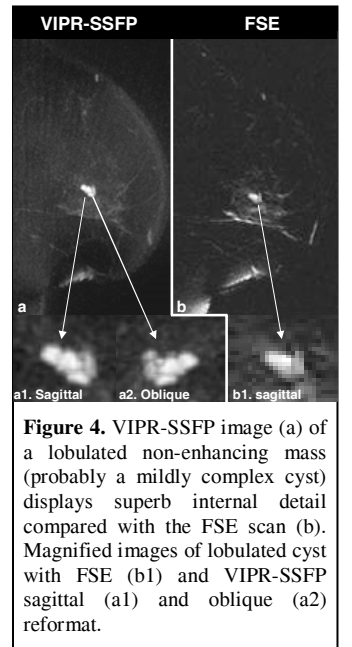 VIPR-SSFP FSE
a b
a1. Sagittal a2. Oblique b1. sagittal
Figure 4. VIPR-SSFP image (a) of
a lobulated non-enhancing mass
(probably a mildly complex cyst)
displays superb internal detail
compared with the FSE scan (b).
Magnified images of lobulated cyst
with FSE (b1) and VIPR-SSFP
sagittal (a1) and oblique (a2)
reformat.